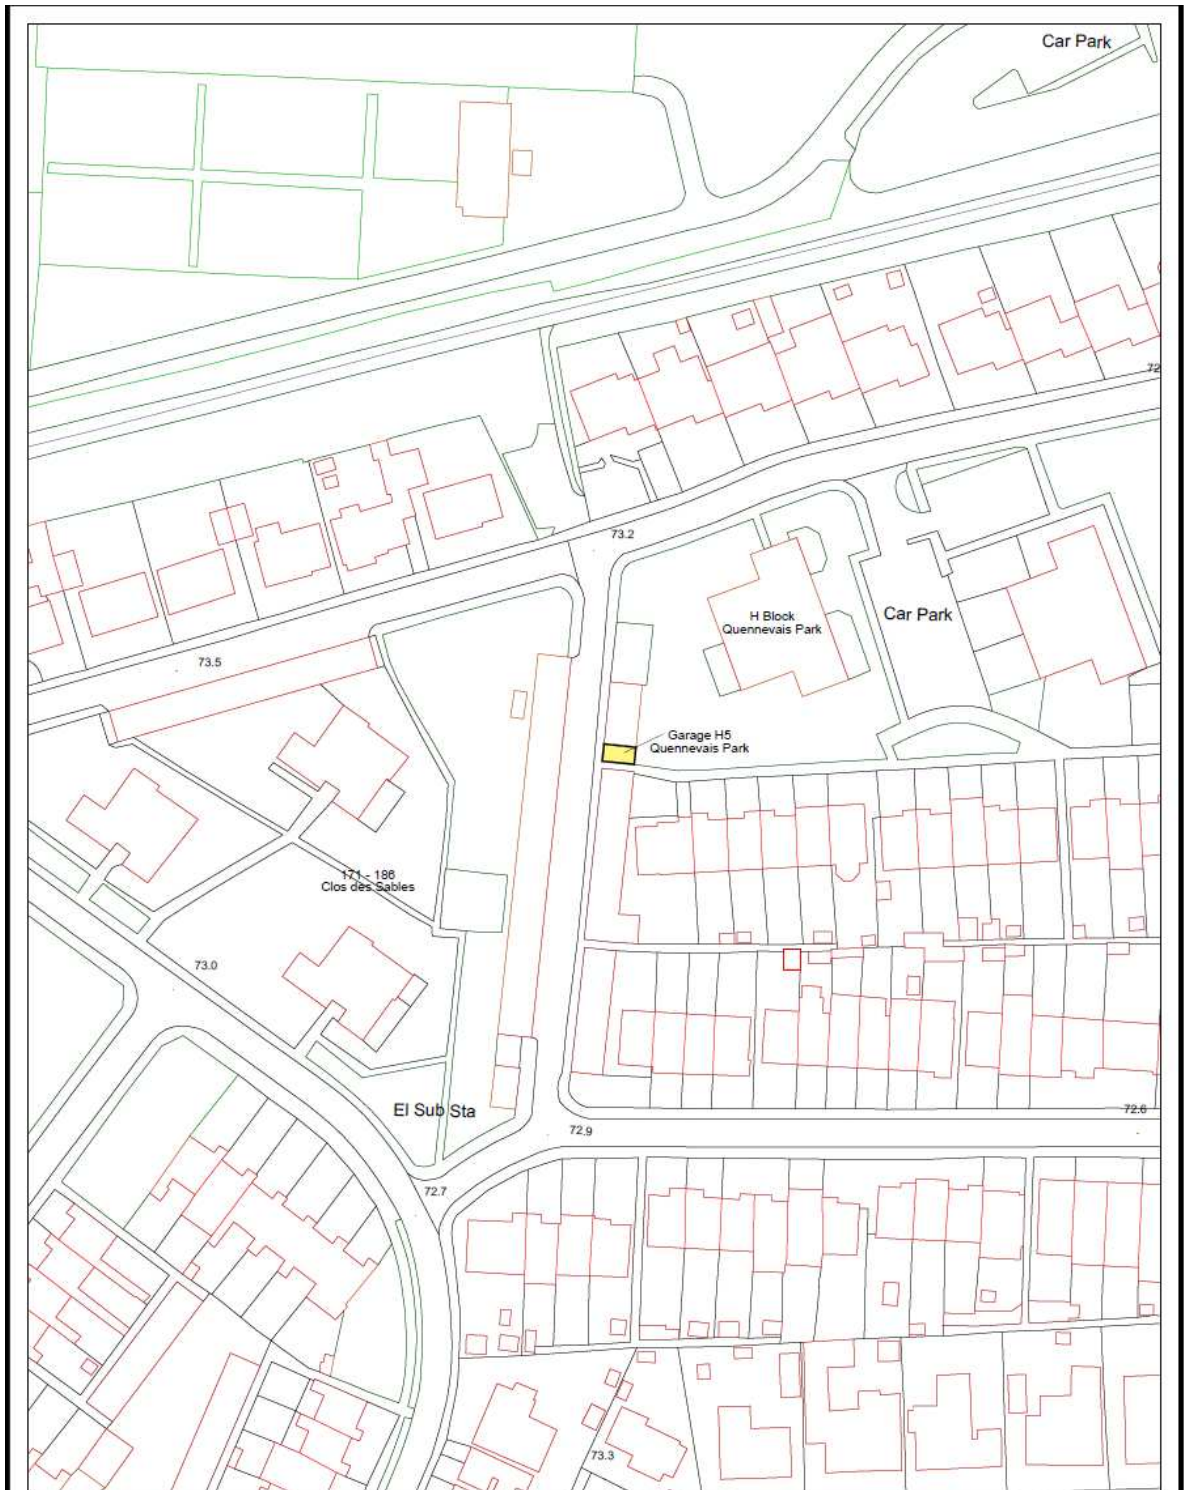 Car Park
72
73.2
H Block
Quennevais Park
Car Park
73.5
Garage H5
Quennevais Park
171 - 186
Clos des Sables
73.0
El Sub Sta
72.9
72.6
72.7
73.3